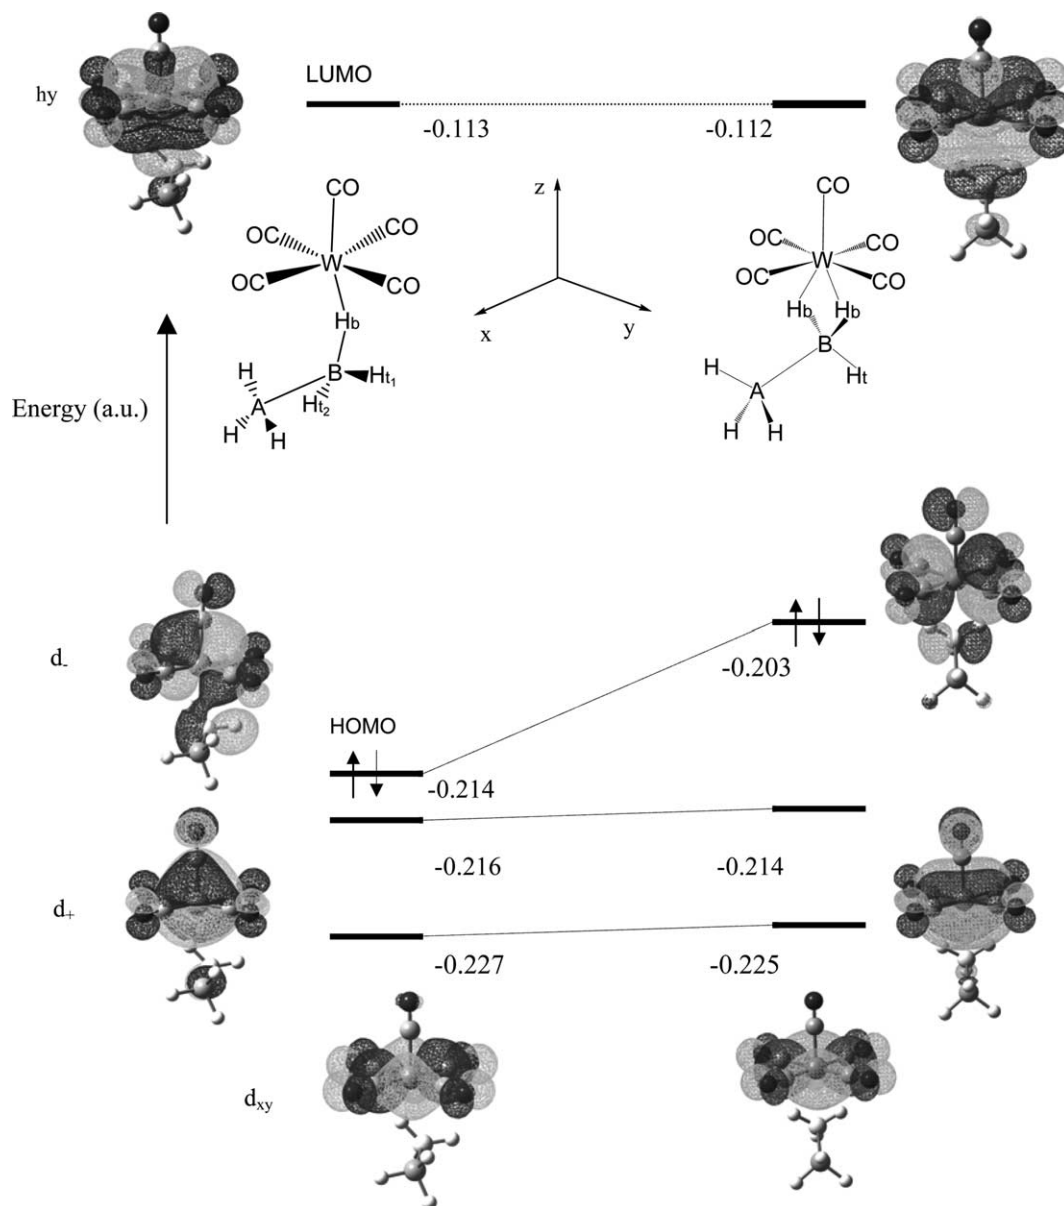 hy
LUMO
-0.113
-0.112
CO
OC
CO
W
OC
CO
Hb
H
B
Ht1
A
Ht2
H
H
z
x
y
CO
OC
CO
W
OC
CO
Hb
Hb
B
H
Ht
A
H
H
Energy (a.u.)
d-
-0.203
HOMO
-0.214
-0.216
-0.214
d+
-0.227
-0.225
dxy